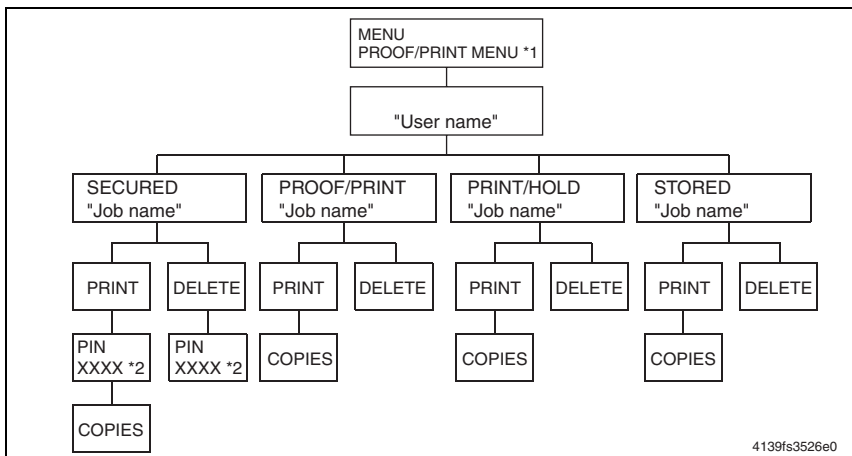 MENU
PROOF/PRINT MENU *1
"User name"
SECURED
"Job name"
PROOF/PRINT
"Job name"
PRINT/HOLD
"Job name"
STORED
"Job name"
PRINT
DELETE
PRINT
DELETE
PRINT
DELETE
PRINT
DELETE
PIN
XXXX *2
PIN
XXXX *2
COPIES
COPIES
COPIES
COPIES
4139fs3526e0